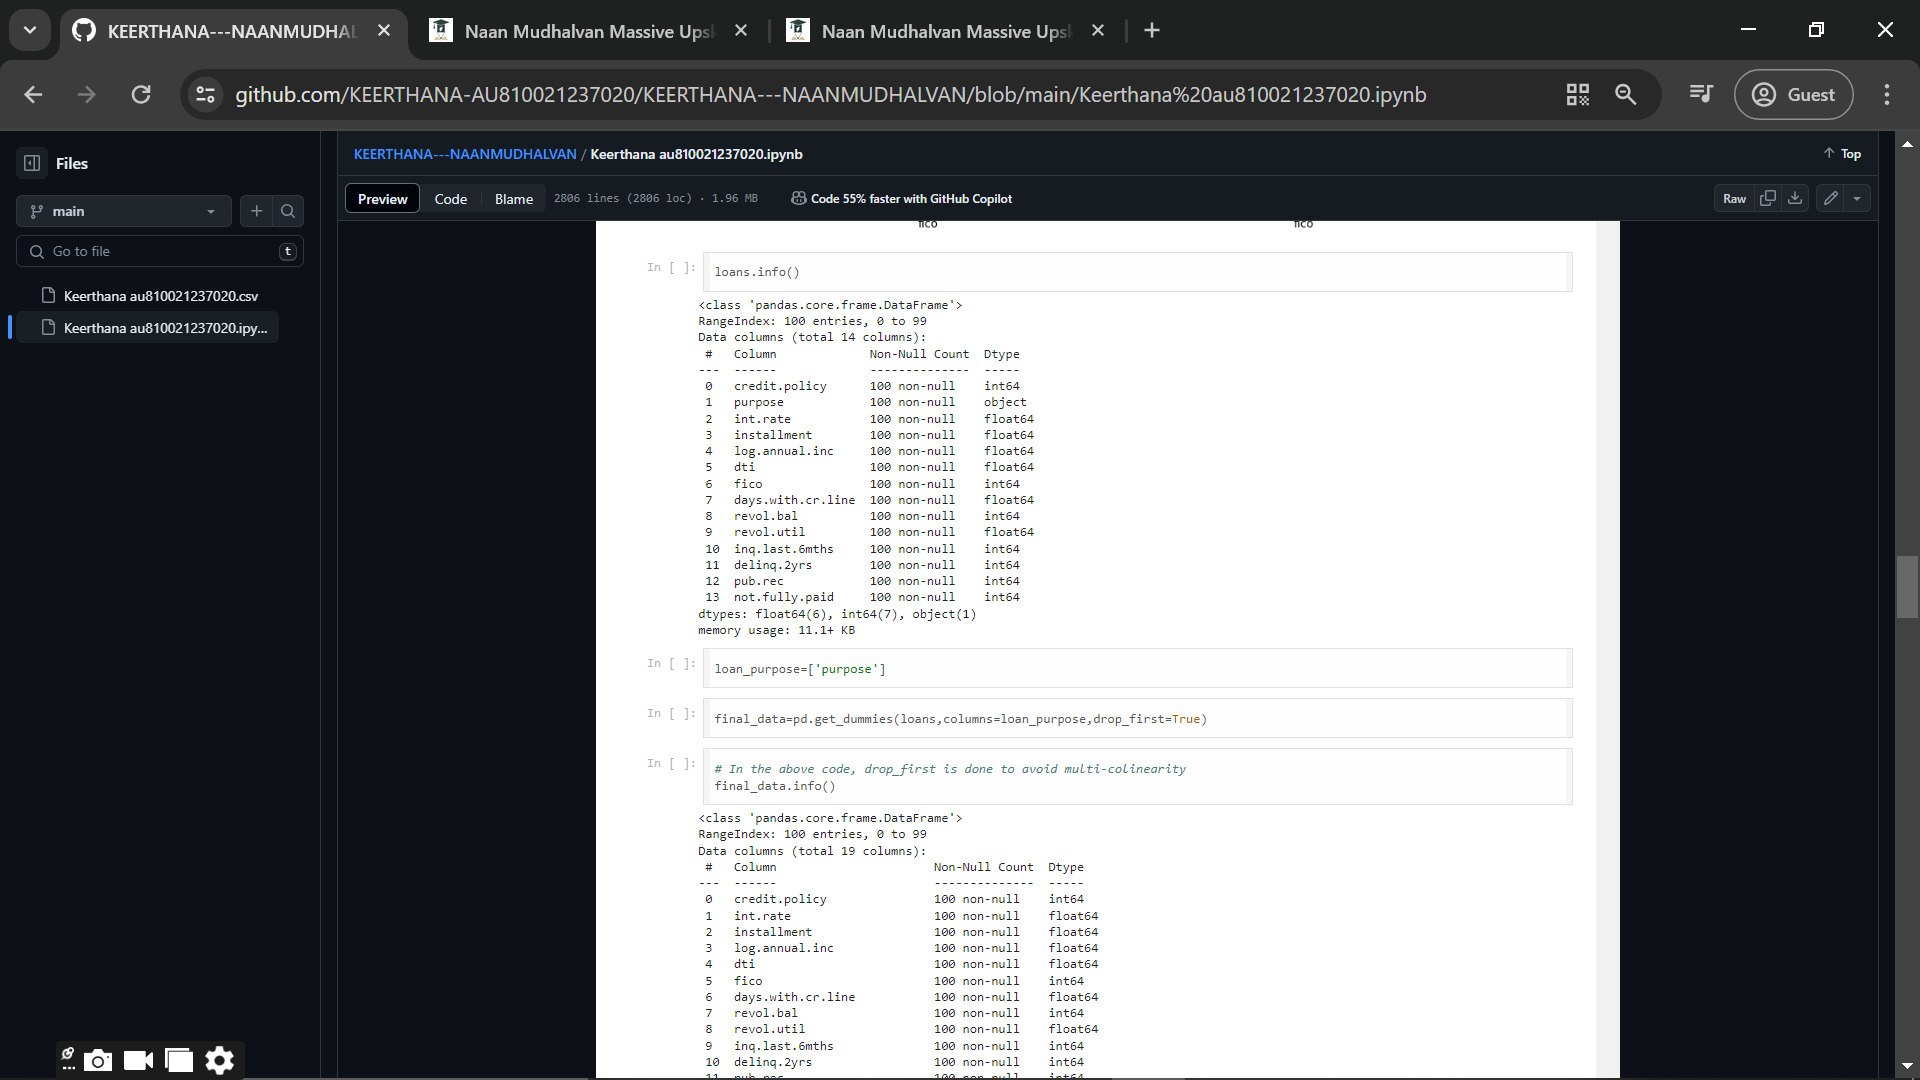 KEERTHANA---NAANMUDHAL
Naan Mudhalvan Massive Ups
Naan Mudhalvan Massive Ups
github.com/KEERTHANA-AU810021237020/KEERTHANA---NAANMUDHALVAN/blob/main/Keerthana%20au810021237020.ipynb
Guest
Files
KEERTHANA---NAANMUDHALVAN / Keerthana au810021237020.ipynb
Top
main
Preview Code Blame 2806 lines (2806 loc) · 1.96 MB Code 55% faster with GitHub Copilot
Raw
Go to file t
Keerthana au810021237020.csv
Keerthana au810021237020.ipy...
fico fico
In [ ]: loans.info()
<class 'pandas.core.frame.DataFrame'>
RangeIndex: 100 entries, 0 to 99
Data columns (total 14 columns):
# Column Non-Null Count Dtype
--- ------ -------------- -----
0 credit.policy 100 non-null int64
1 purpose 100 non-null object
2 int.rate 100 non-null float64
3 installment 100 non-null float64
4 log.annual.inc 100 non-null float64
5 dti 100 non-null float64
6 fico 100 non-null int64
7 days.with.cr.line 100 non-null float64
8 revol.bal 100 non-null int64
9 revol.util 100 non-null float64
10 inq.last.6mths 100 non-null int64
11 delinq.2yrs 100 non-null int64
12 pub.rec 100 non-null int64
13 not.fully.paid 100 non-null int64
dtypes: float64(6), int64(7), object(1)
memory usage: 11.1+ KB
In [ ]: loan_purpose=['purpose']
In [ ]: final_data=pd.get_dummies(loans,columns=loan_purpose,drop_first=True)
In [ ]: # In the above code, drop_first is done to avoid multi-colinearity
final_data.info()
<class 'pandas.core.frame.DataFrame'>
RangeIndex: 100 entries, 0 to 99
Data columns (total 19 columns):
# Column Non-Null Count Dtype
--- ------ -------------- -----
0 credit.policy 100 non-null int64
1 int.rate 100 non-null float64
2 installment 100 non-null float64
3 log.annual.inc 100 non-null float64
4 dti 100 non-null float64
5 fico 100 non-null int64
6 days.with.cr.line 100 non-null float64
7 revol.bal 100 non-null int64
8 revol.util 100 non-null float64
9 inq.last.6mths 100 non-null int64
10 delinq.2yrs 100 non-null int64
11 pub.rec 100 non-null int64